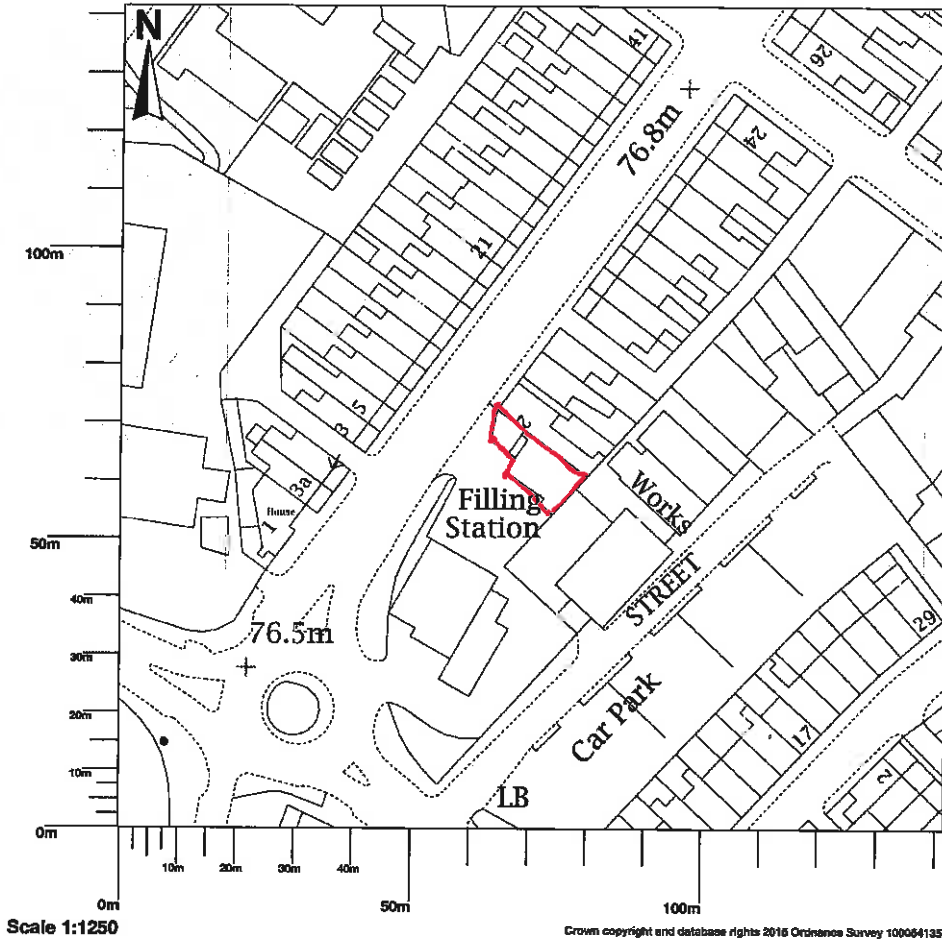 N
41
26
76.8m
24
100m
21
5
3
2
3a
House
1
Filling
Station
Works
50m
STREET
40m
29
76.5m
30m
Car Park
20m
17
2
10m
LB
0m
10m
20m
30m
40m
0m
50m
100m
Scale 1:1250
Crown copyright and database rights 2016 Ordnance Survey 100064135